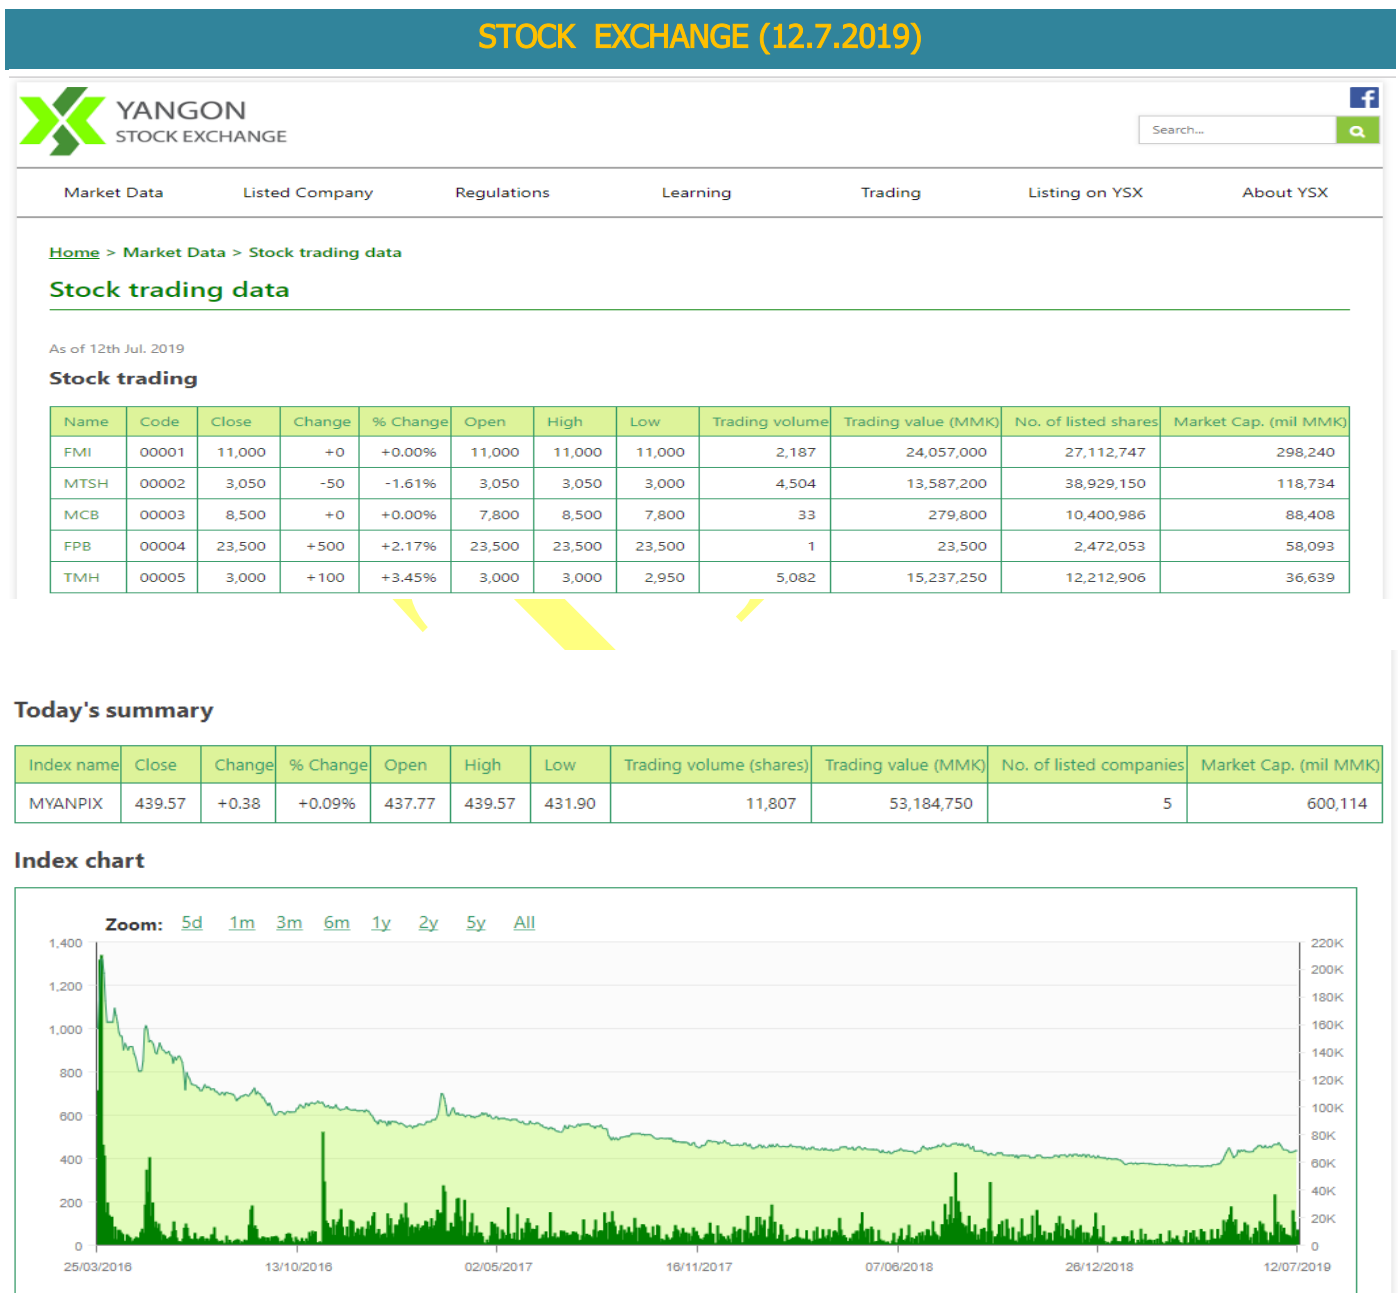 STOCK EXCHANGE (12.7.2019)
YANGON
STOCK EXCHANGE
Search...
Market Data Listed Company Regulations Learning Trading Listing on YSX About YSX
Home > Market Data > Stock trading data
Stock trading data
As of 12th Jul. 2019
Stock trading
Name Code Close Change % Change Open High Low Trading volume Trading value (MMK) No. of listed shares Market Cap. (mil MMK)
FMI 00001 11,000 +0 +0.00% 11,000 11,000 11,000 2,187 24,057,000 27,112,747 298,240
MTSH 00002 3,050 -50 -1.61% 3,050 3,050 3,000 4,504 13,587,200 38,929,150 118,734
MCB 00003 8,500 +0 +0.00% 7,800 8,500 7,800 33 279,800 10,400,986 88,408
FPB 00004 23,500 +500 +2.17% 23,500 23,500 23,500 1 23,500 2,472,053 58,093
TMH 00005 3,000 +100 +3.45% 3,000 3,000 2,950 5,082 15,237,250 12,212,906 36,639
Today's summary
Index name Close Change % Change Open High Low Trading volume (shares) Trading value (MMK) No. of listed companies Market Cap. (mil MMK)
MYANPIX 439.57 +0.38 +0.09% 437.77 439.57 431.90 11,807 53,184,750 5 600,114
Index chart
Zoom: 5d 1m 3m 6m 1y 2y 5y All
1,400 220K
200K
1,200
180K
1,000 160K
140K
800
120K
600 100K
80K
400 60K
40K
200
20K
0 0
25/03/2016 13/10/2016 02/05/2017 16/11/2017 07/06/2018 26/12/2018 12/07/2019